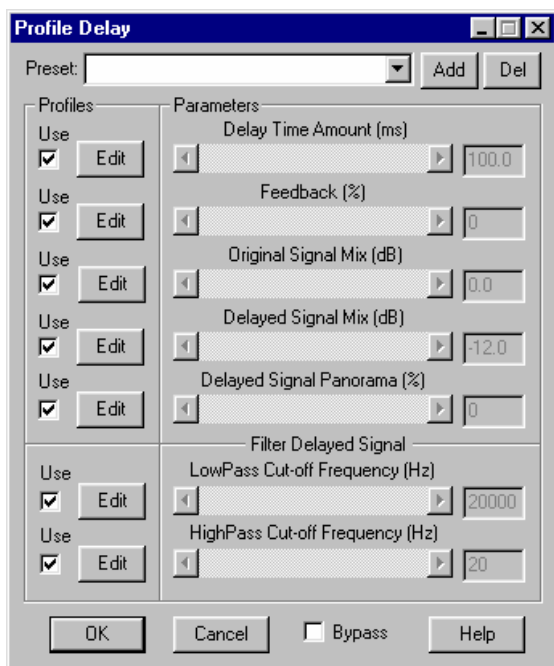 Profile Delay
Preset: Add Del
Profiles Parameters
Use Delay Time Amount (ms)
Edit 100.0
Use Feedback (%)
Edit 0
Use Original Signal Mix (dB)
Edit 0.0
Use Delayed Signal Mix (dB)
Edit -12.0
Use Delayed Signal Panorama (%)
Edit 0
Filter Delayed Signal
Use LowPass Cut-off Frequency (Hz)
Edit 20000
Use HighPass Cut-off Frequency (Hz)
Edit 20
OK Cancel Bypass Help